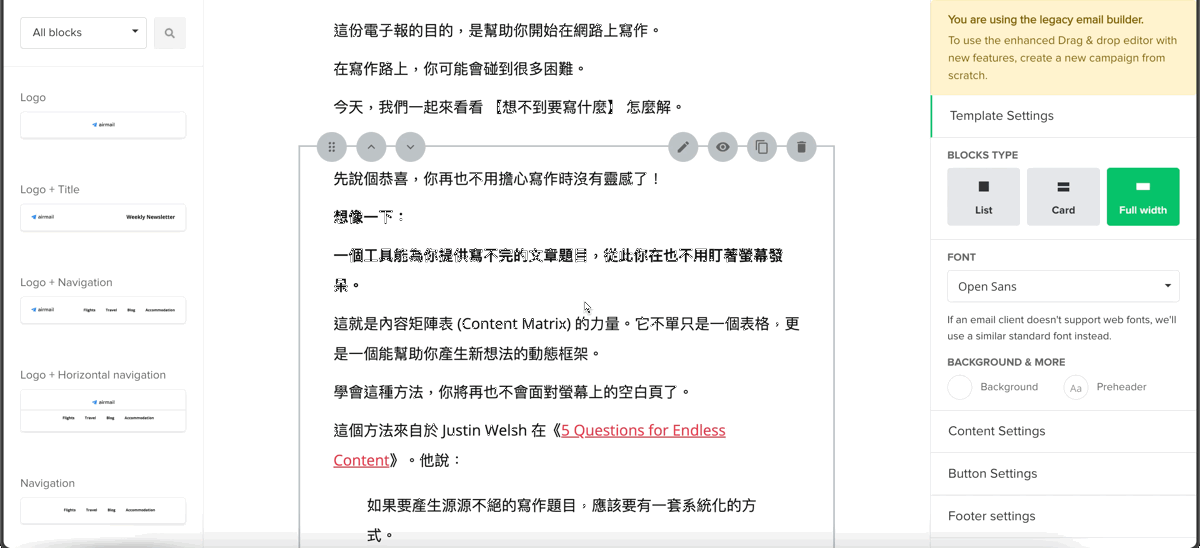 All blocks
Logo
airmail
Logo + Title
airmail Weekly Newsletter
Logo + Navigation
airmail Flights Travel Blog Accommodation
Logo + Horizontal navigation
airmail
Flights Travel Blog Accommodation
Navigation
Flights Travel Blog Accommodation
這份電子報的目的，是幫助你開始在網路上寫作。
在寫作路上，你可能會碰到很多困難。
今天，我們一起來看看 【想不到要寫什麼】 怎麼解。
先說個恭喜，你再也不用擔心寫作時沒有靈感了！
想像一下：
一個工具能為你提供寫不完的文章題目，從此你在也不用盯著螢幕發
呆。
這就是內容矩陣表 (Content Matrix) 的力量。它不單只是一個表格，更
是一個能幫助你產生新想法的動態框架。
學會這種方法，你將再也不會面對螢幕上的空白頁了。
這個方法來自於 Justin Welsh 在《5 Questions for Endless
Content》。他說：
如果要產生源源不絕的寫作題目，應該要有一套系統化的方
式。
You are using the legacy email builder.
To use the enhanced Drag & drop editor with
new features, create a new campaign from
scratch.
Template Settings
BLOCKS TYPE
List Card Full width
FONT
Open Sans
If an email client doesn't support web fonts, we'll
use a similar standard font instead.
BACKGROUND & MORE
Background Aa Preheader
Content Settings
Button Settings
Footer settings